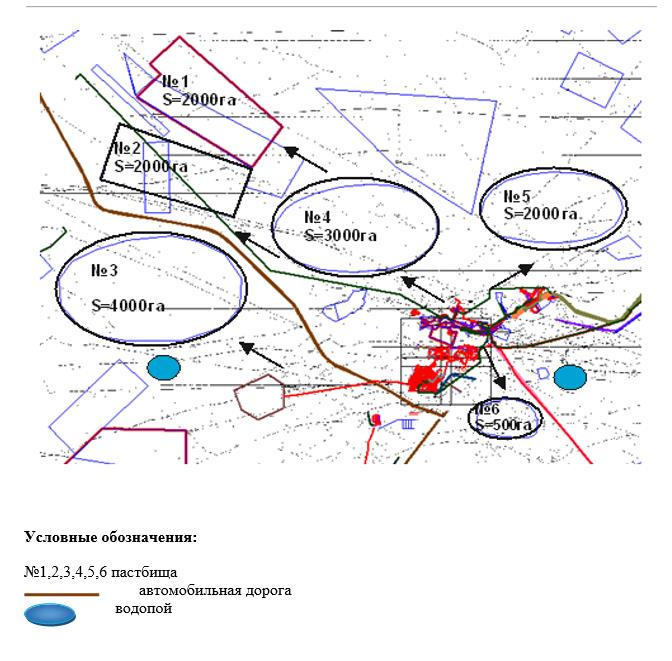 №1
S=2000га
№2
S=2000га
№5
S=2000га
№4
S=3000га
№3
S=4000га
№6
S=500га
Условные обозначения:
№1,2,3,4,5,6 пастбища
автомобильная дорога
водопой